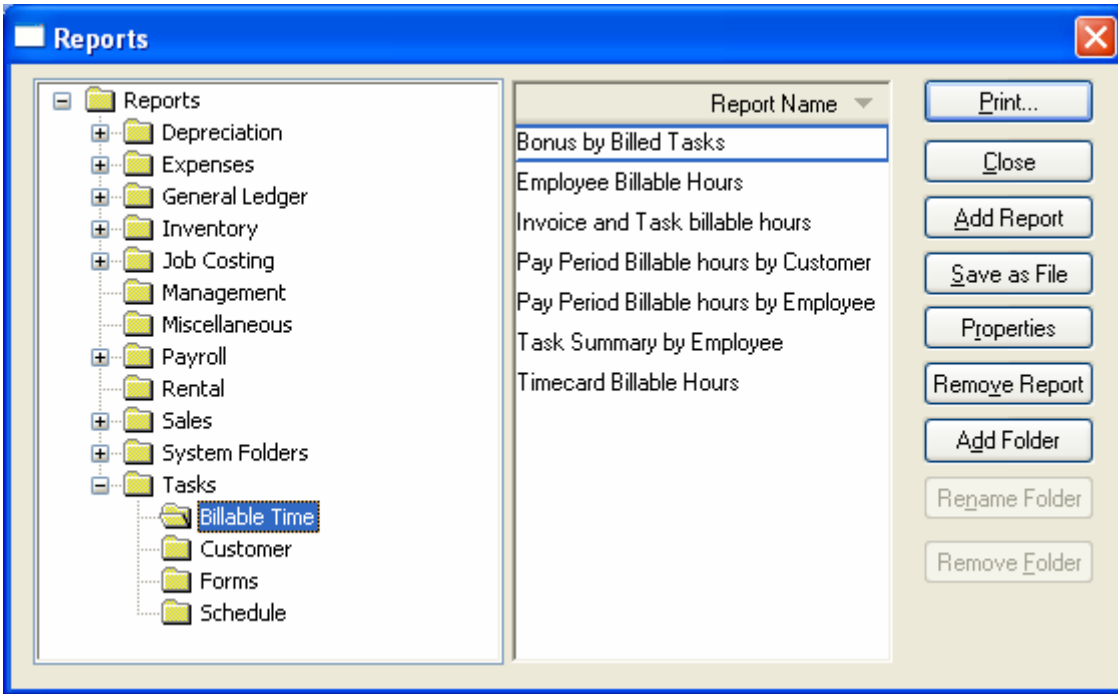 Reports
Reports
Depreciation
Expenses
General Ledger
Inventory
Job Costing
Management
Miscellaneous
Payroll
Rental
Sales
System Folders
Tasks
Billable Time
Customer
Forms
Schedule
Report Name
Bonus by Billed Tasks
Employee Billable Hours
Invoice and Task billable hours
Pay Period Billable hours by Customer
Pay Period Billable hours by Employee
Task Summary by Employee
Timecard Billable Hours
Print...
Close
Add Report
Save as File
Properties
Remove Report
Add Folder
Rename Folder
Remove Folder